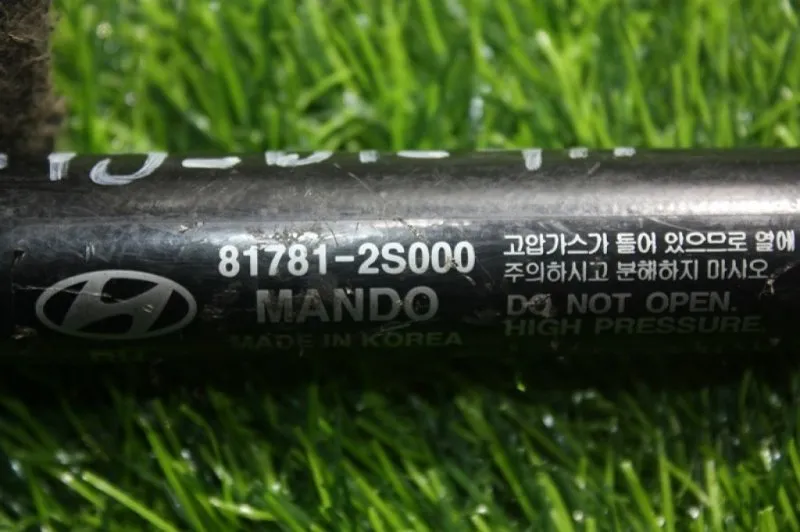 81781-2S000
MANDO
MADE IN KOREA
고압가스가 들어 있으므로 열에
주의하시고 분해하지 마시오
DO NOT OPEN.
HIGH PRESSURE.